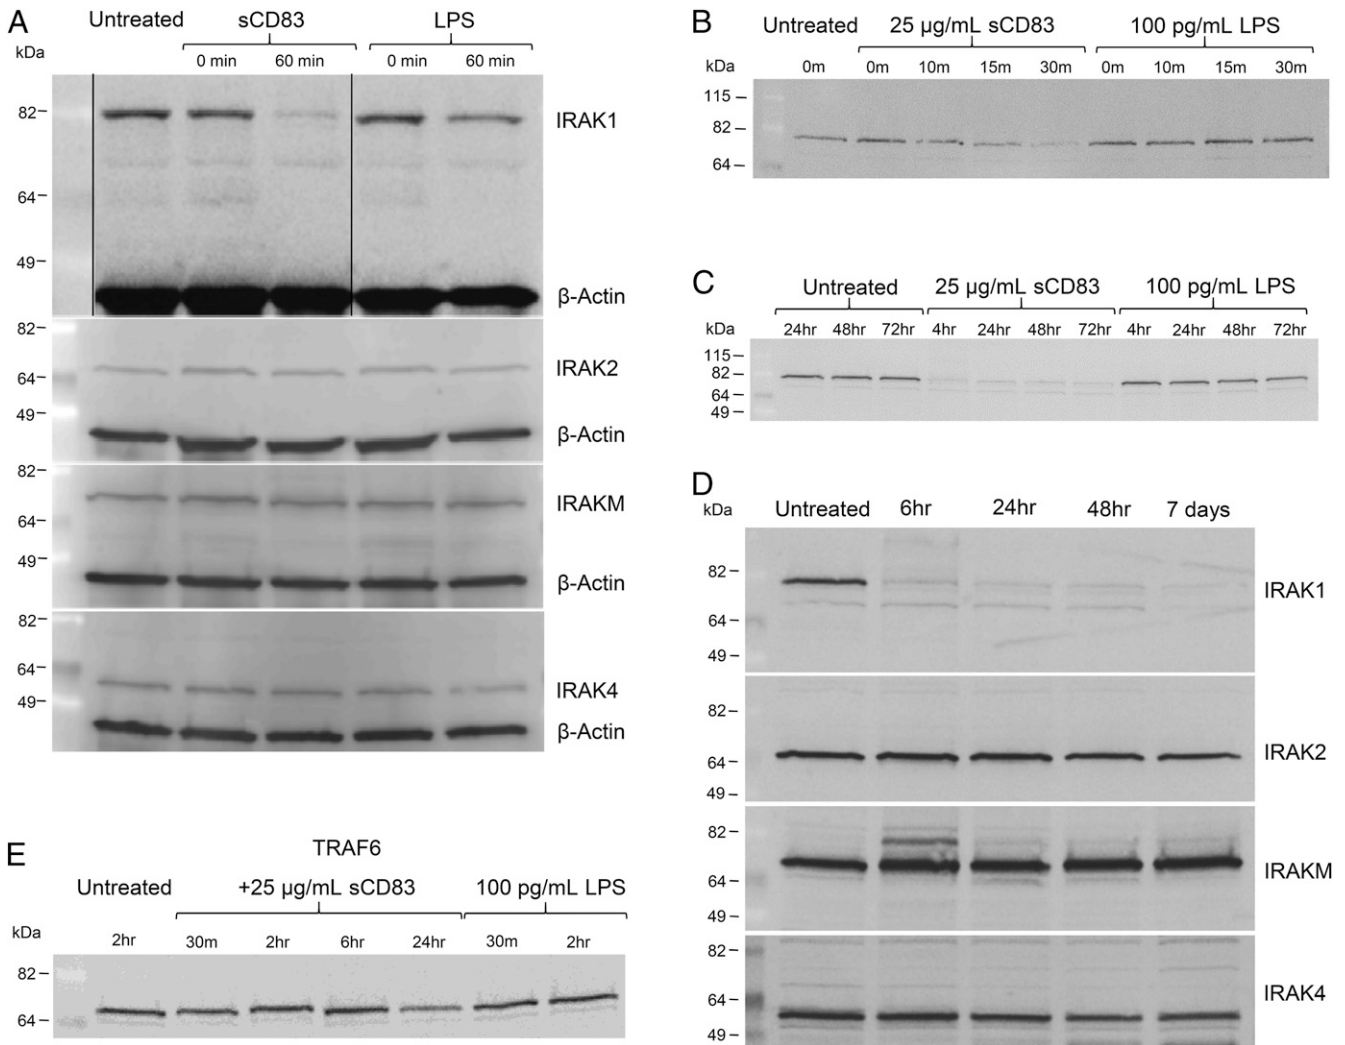 A
Untreated sCD83 LPS
kDa 0 min 60 min 0 min 60 min
82 IRAK1
64
49
β-Actin
82
IRAK2
64
49
β-Actin
82
IRAKM
64
49
β-Actin
82
64
IRAK4
49
β-Actin
B
Untreated 25 µg/mL sCD83 100 pg/mL LPS
kDa 0m 0m 10m 15m 30m 0m 10m 15m 30m
115
82
64
C
Untreated 25 µg/mL sCD83 100 pg/mL LPS
kDa 24hr 48hr 72hr 4hr 24hr 48hr 72hr 4hr 24hr 48hr 72hr
115
82
64
49
D
kDa Untreated 6hr 24hr 48hr 7 days
82
IRAK1
64
49
82
IRAK2
64
49
82
IRAKM
64
49
82
IRAK4
64
49
E
TRAF6
Untreated +25 µg/mL sCD83 100 pg/mL LPS
kDa 2hr 30m 2hr 6hr 24hr 30m 2hr
82
64